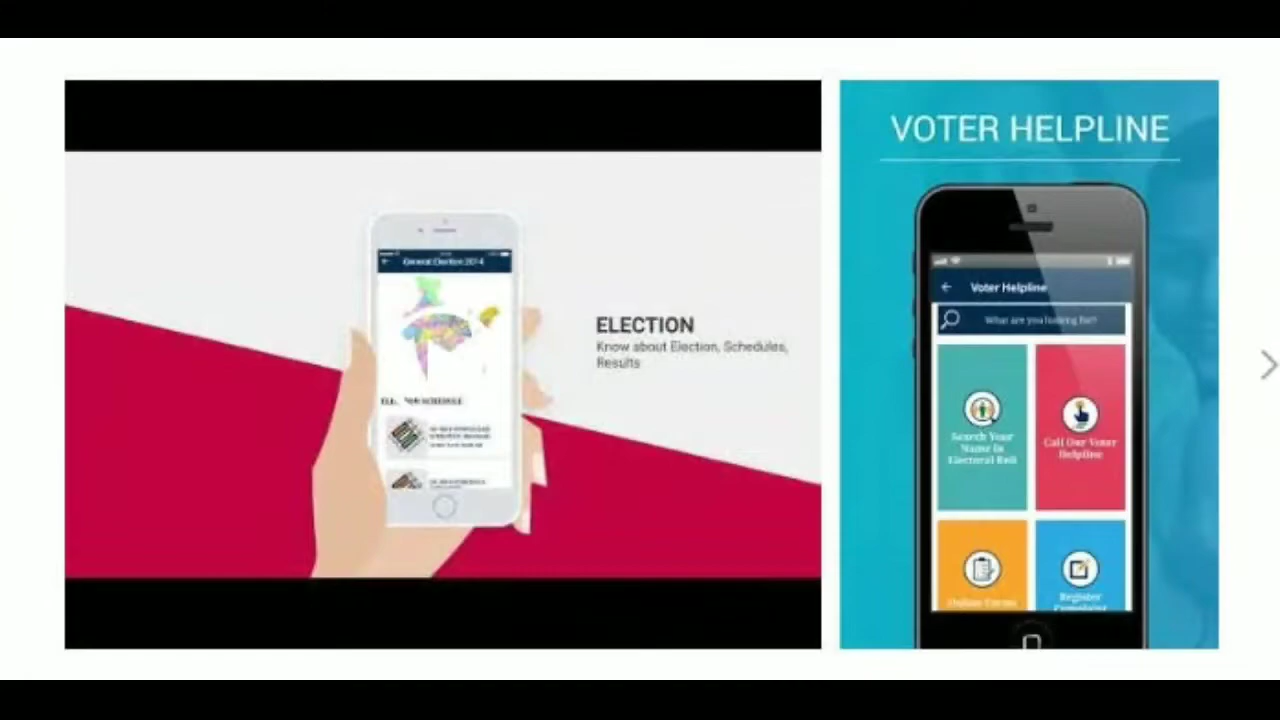 General Election 2014
ELECTION
Know about Election, Schedules,
Results
VOTER HELPLINE
Voter Helpline
What are you looking for?
Search Your
Name In
Electoral Roll
Call Our Voter
Helpline
Online Forms
Register
Complaint